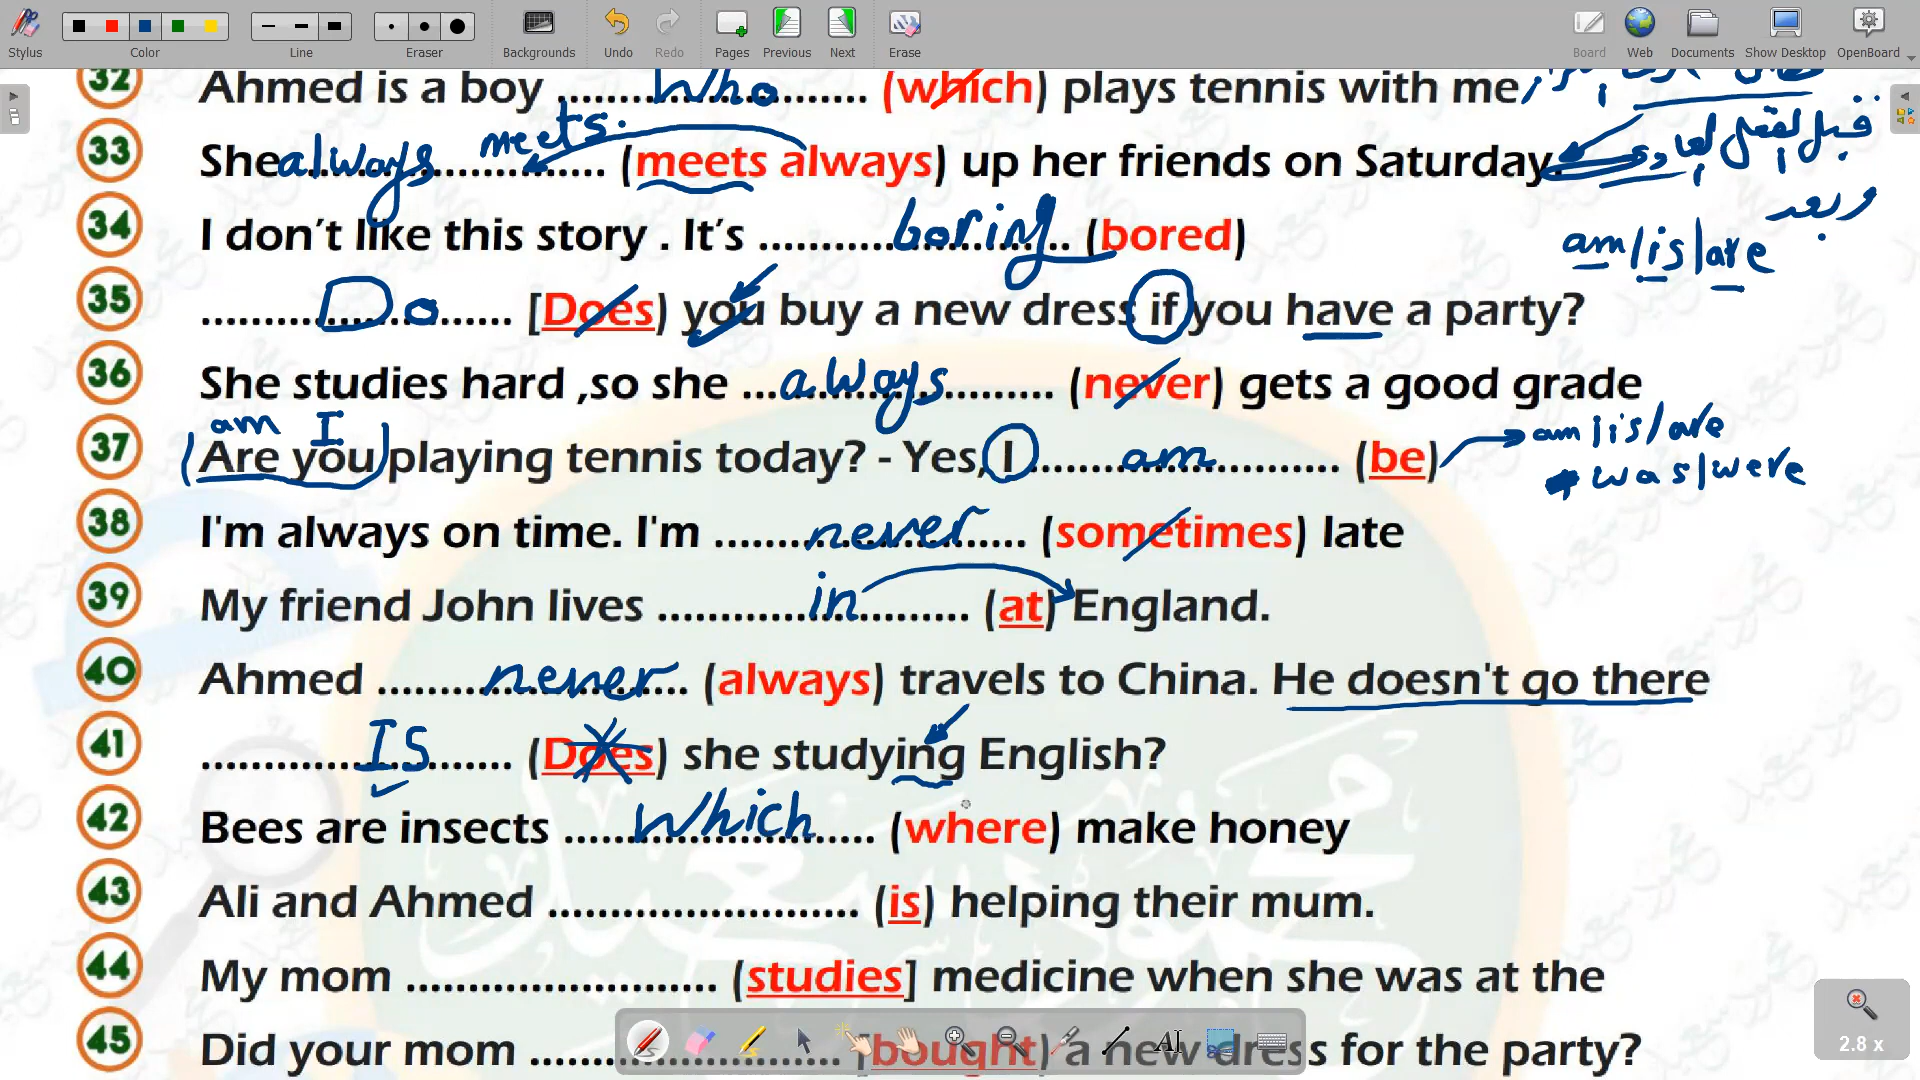 Stylus Color Line Eraser Backgrounds Undo Redo Pages Previous Next Erase Board Web Documents Show Desktop OpenBoard
32 Ahmed is a boy .......... Who .......... (which) plays tennis with me
قبل الفعل
33 She always meets. .......... (meets always) up her friends on Saturday.
وبعد
34 I don't like this story . It's .......... boring .......... (bored)
am/is/are
35 .......... Do .......... [Does) you buy a new dress if you have a party?
36 She studies hard ,so she ... always .......... (never) gets a good grade
am I
am/is/are
37 (Are you) playing tennis today? - Yes, I .......... am .......... (be)
was/were
38 I'm always on time. I'm .......... never .......... (sometimes) late
39 My friend John lives .......... in .......... (at) England.
40 Ahmed .......... never .......... (always) travels to China. He doesn't go there
41 .......... IS .......... (Does) she studying English?
42 Bees are insects .......... which .......... (where) make honey
43 Ali and Ahmed ......................... (is) helping their mum.
44 My mom ......................... (studies] medicine when she was at the
45 Did your mom ......................... [bought) a new dress for the party?
2.8 x